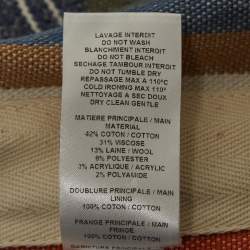 LAVAGE INTERDIT
DO NOT WASH
BLANCHIMENT INTERDIT
DO NOT BLEACH
SECHAGE TAMBOUR INTERDIT
DO NOT TUMBLE DRY
REPASSAGE MAX A 110°C
COLD IRONING MAX 110°
NETTOYAGE A SEC DOUX
DRY CLEAN GENTLE
MATIERE PRINCIPALE / MAIN
MATERIAL
42% COTON / COTTON
31% VISCOSE
13% LAINE / WOOL
9% POLYESTER
3% ACRYLIQUE / ACRYLIC
2% POLYAMIDE
DOUBLURE PRINCIPALE / MAIN
LINING
100% COTON / COTTON
FRANGE PRINCIPALE / MAIN
FRINGE
100% COTON / COTTON